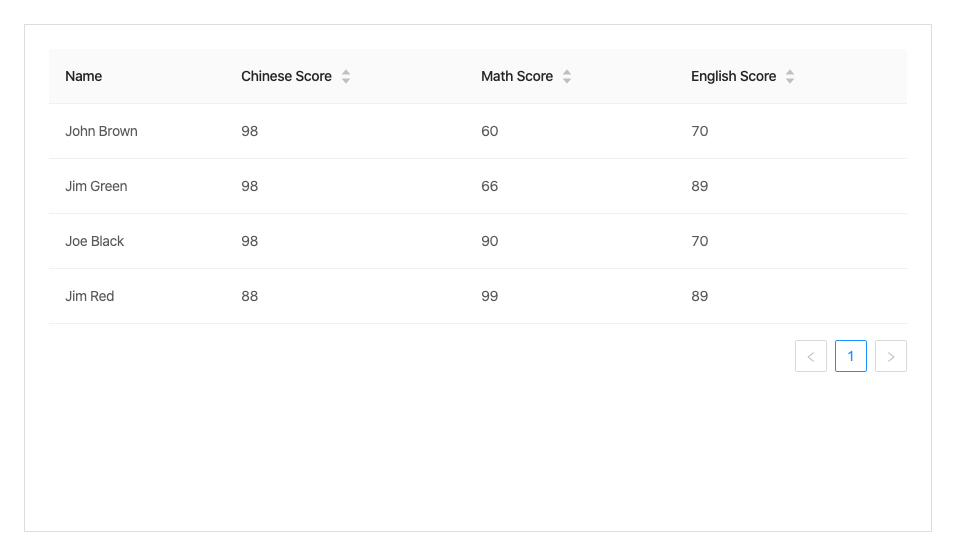 Name Chinese Score Math Score English Score
John Brown 98 60 70
Jim Green 98 66 89
Joe Black 98 90 70
Jim Red 88 99 89
1